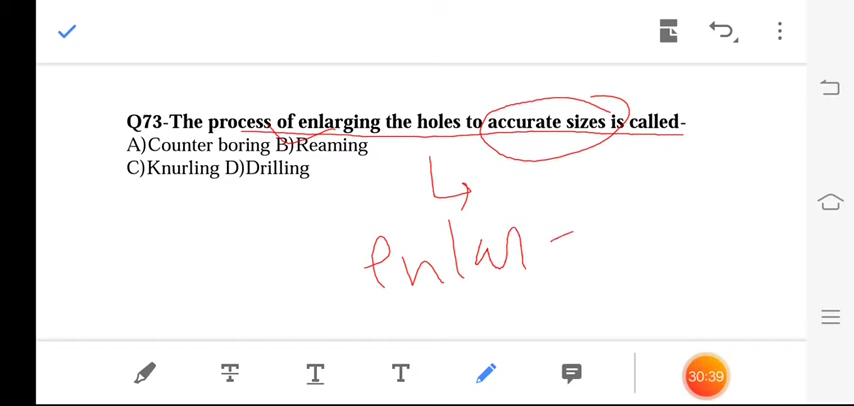 Q73-The process of enlarging the holes to accurate sizes is called-
A)Counter boring B)Reaming
C)Knurling D)Drilling
enlar
T T T
30:39